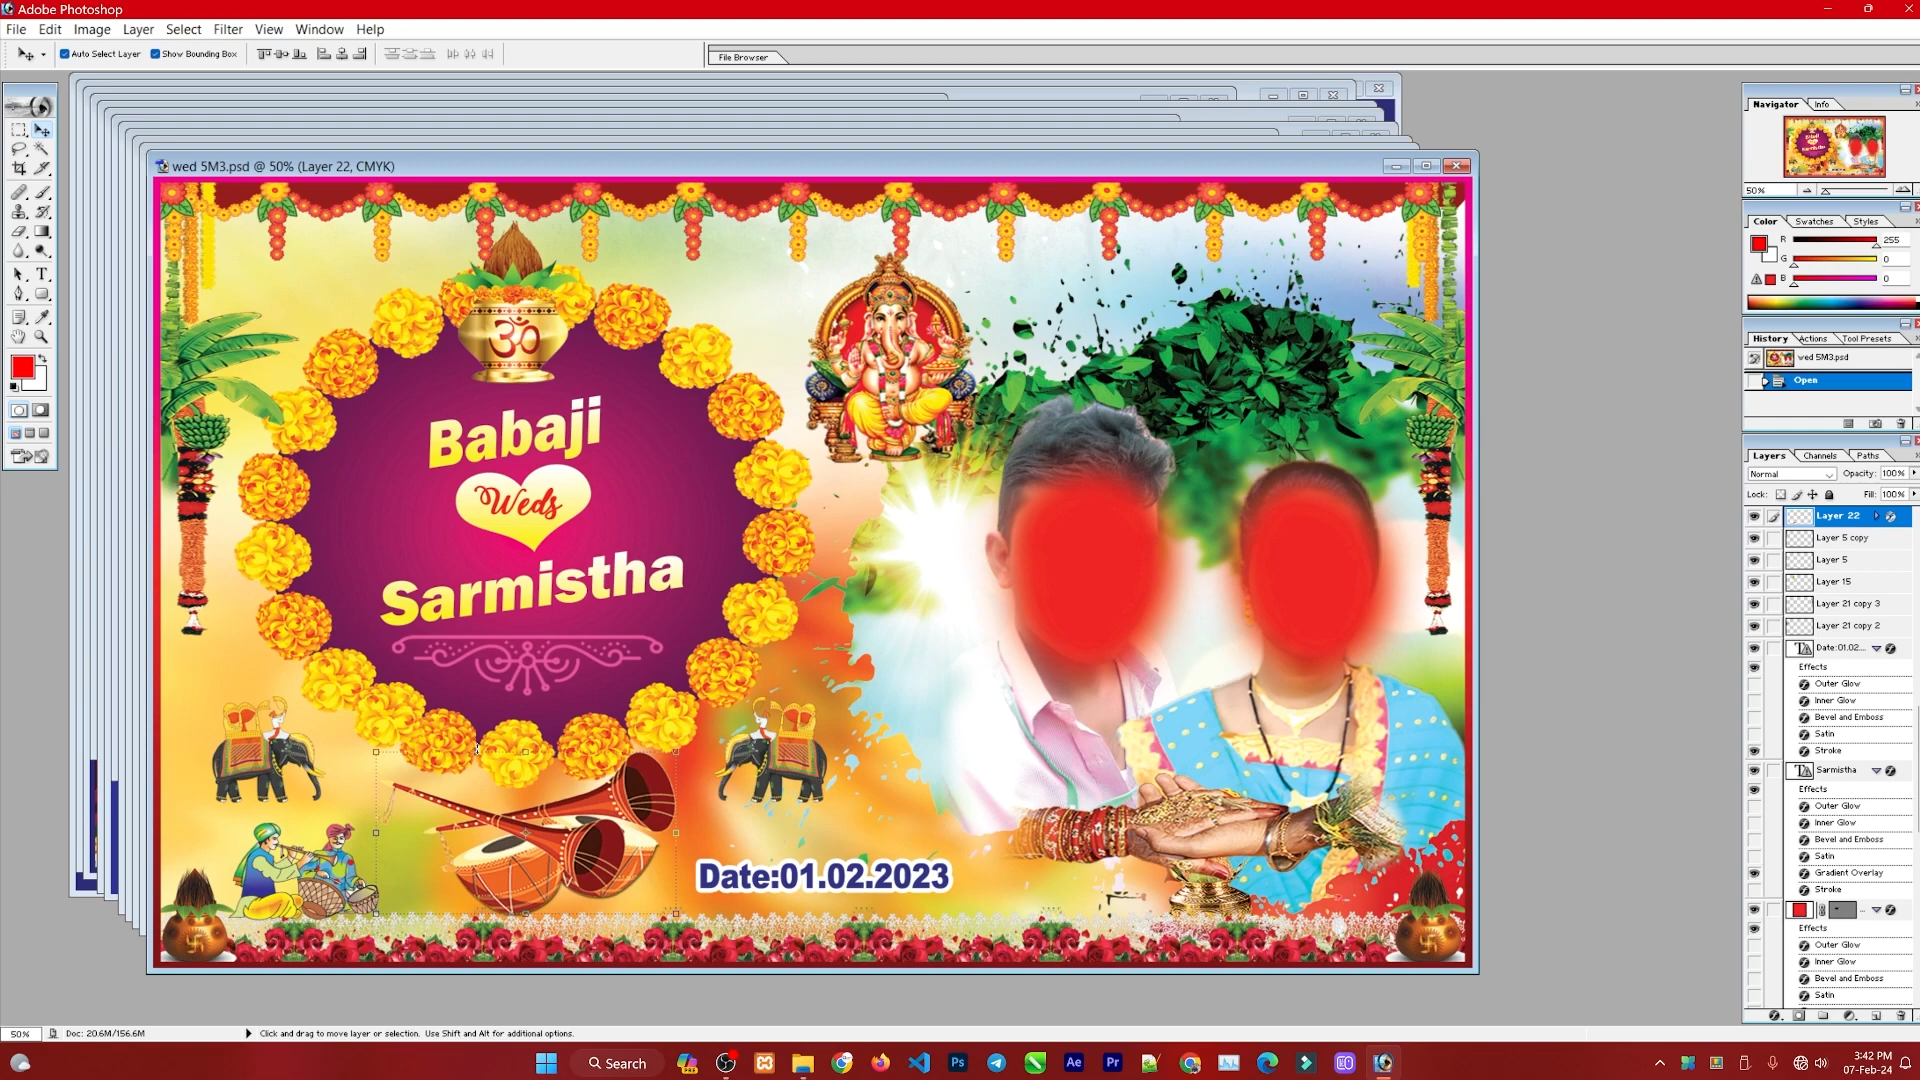 Adobe Photoshop
File Edit Image Layer Select Filter View Window Help
Auto Select Layer Show Bounding Box
File Browser
wed 5M3.psd @ 50% (Layer 22, CMYK)
ॐ
Babaji
Weds
Sarmistha
Date:01.02.2023
Navigator Info
50%
Color Swatches Styles
R 255
G 0
B 0
History Actions Tool Presets
wed 5M3.psd
Open
Layers Channels Paths
Normal Opacity: 100%
Lock: Fill: 100%
Layer 22
Layer 5 copy
Layer 5
Layer 15
Layer 21 copy 3
Layer 21 copy 2
Date:01.02...
Effects
Outer Glow
Inner Glow
Bevel and Emboss
Satin
Stroke
Sarmistha
Effects
Outer Glow
Inner Glow
Bevel and Emboss
Satin
Gradient Overlay
Stroke
...
Effects
Outer Glow
Inner Glow
Bevel and Emboss
Satin
50% Doc: 20.6M/156.6M Click and drag to move layer or selection. Use Shift and Alt for additional options.
Search
PRE
Ps
Ae
Pr
3:42 PM
07-Feb-24